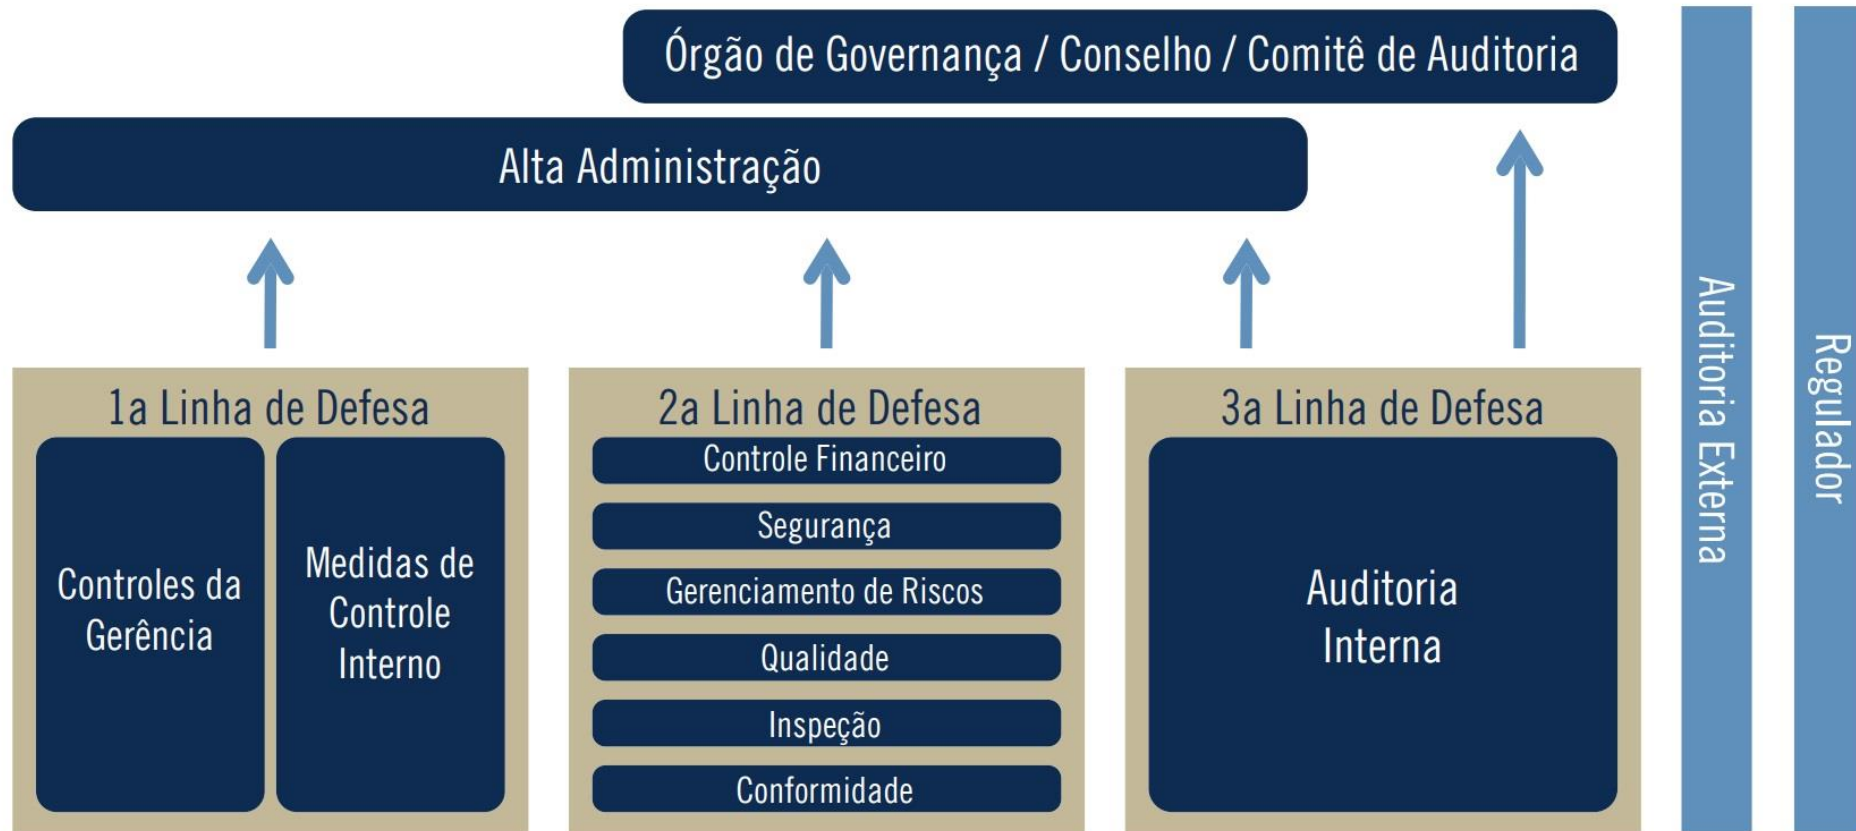 Órgão de Governança / Conselho / Comitê de Auditoria
Alta Administração
1a Linha de Defesa
Controles da
Gerência
Medidas de
Controle
Interno
2a Linha de Defesa
Controle Financeiro
Segurança
Gerenciamento de Riscos
Qualidade
Inspeção
Conformidade
3a Linha de Defesa
Auditoria
Interna
Auditoria Externa
Regulador